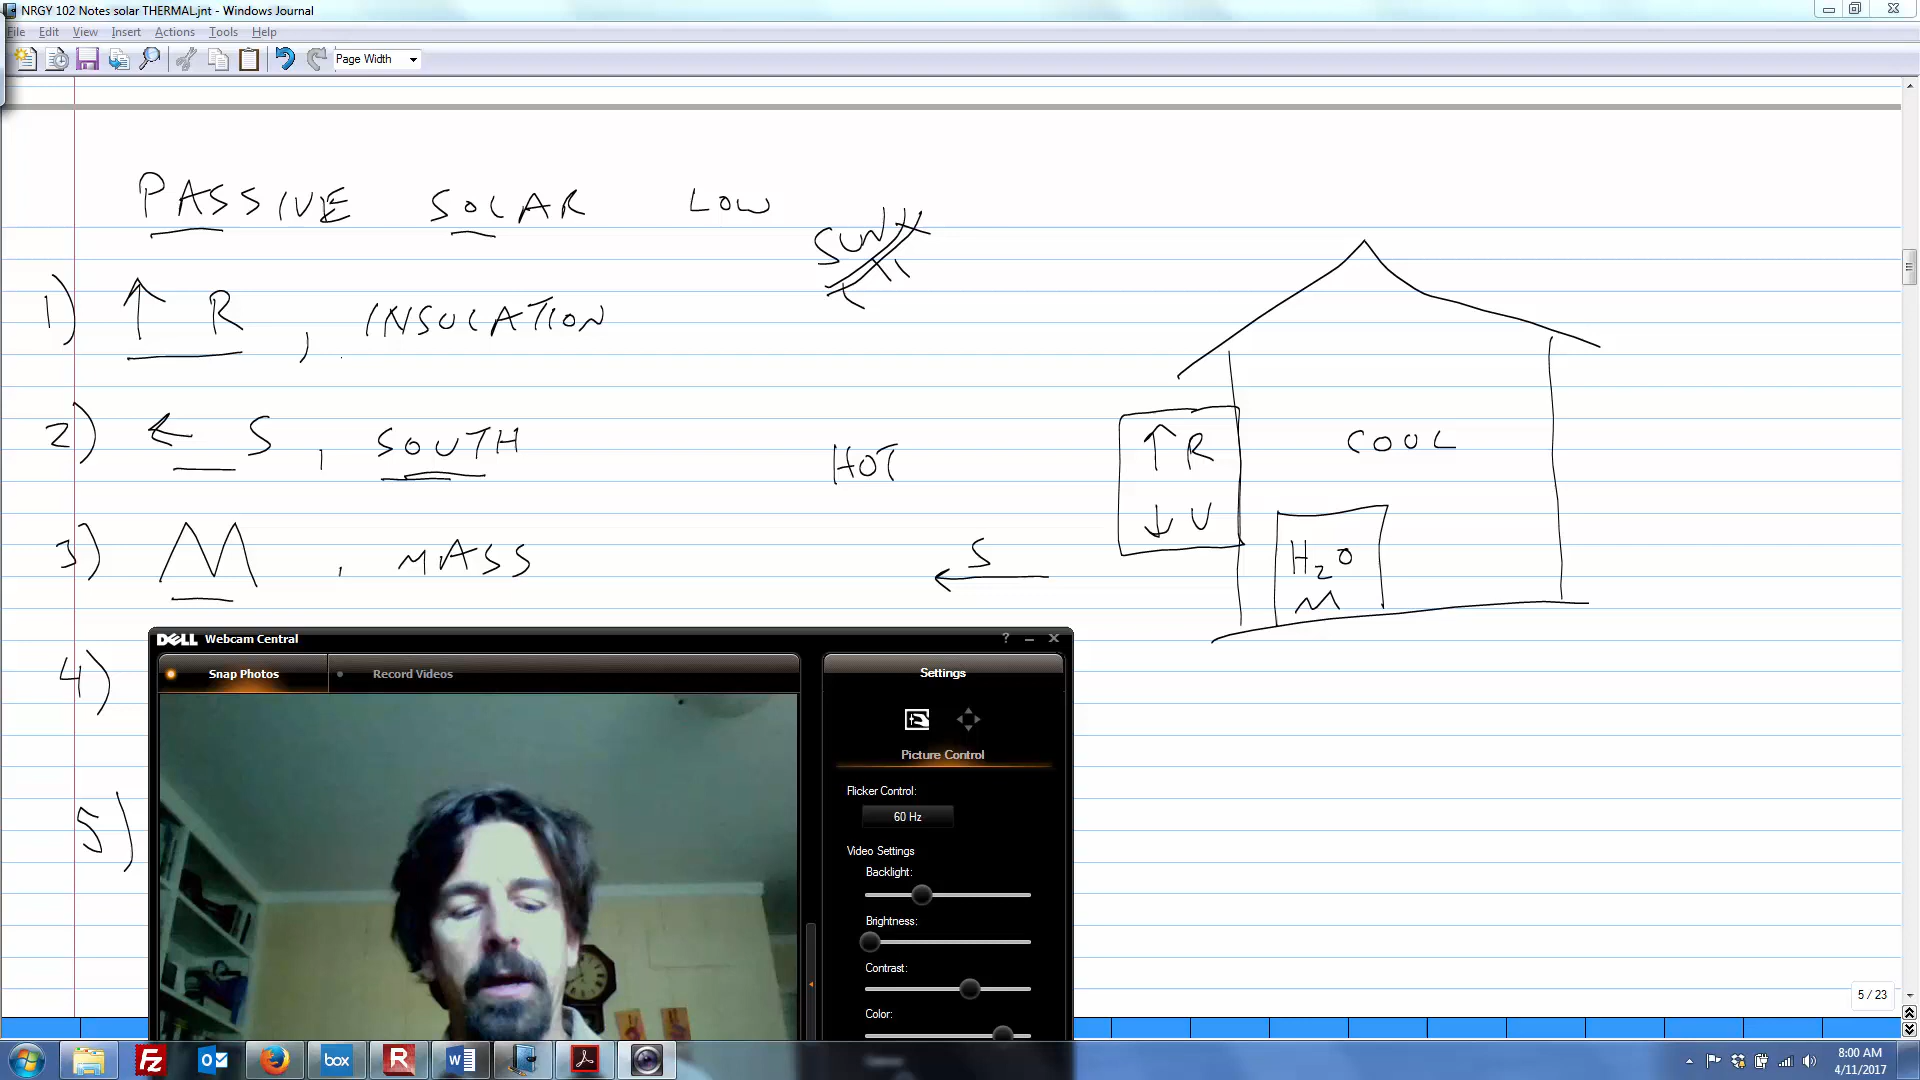 NRGY 102 Notes solar THERMAL.jnt - Windows Journal
File Edit View Insert Actions Tools Help
Page Width
PASSIVE SOLAR LOW
SUN
1) ↑ R , INSULATION
2) ← S , SOUTH
3) M , MASS
4)
5)
HOT
S
↑ R
↓ U
COOL
H2O
M
DELL Webcam Central
?
Snap Photos
Record Videos
Settings
Picture Control
Flicker Control:
60 Hz
Video Settings
Backlight:
Brightness:
Contrast:
Color:
5 / 23
Fz
O
box
R
W
8:00 AM
4/11/2017